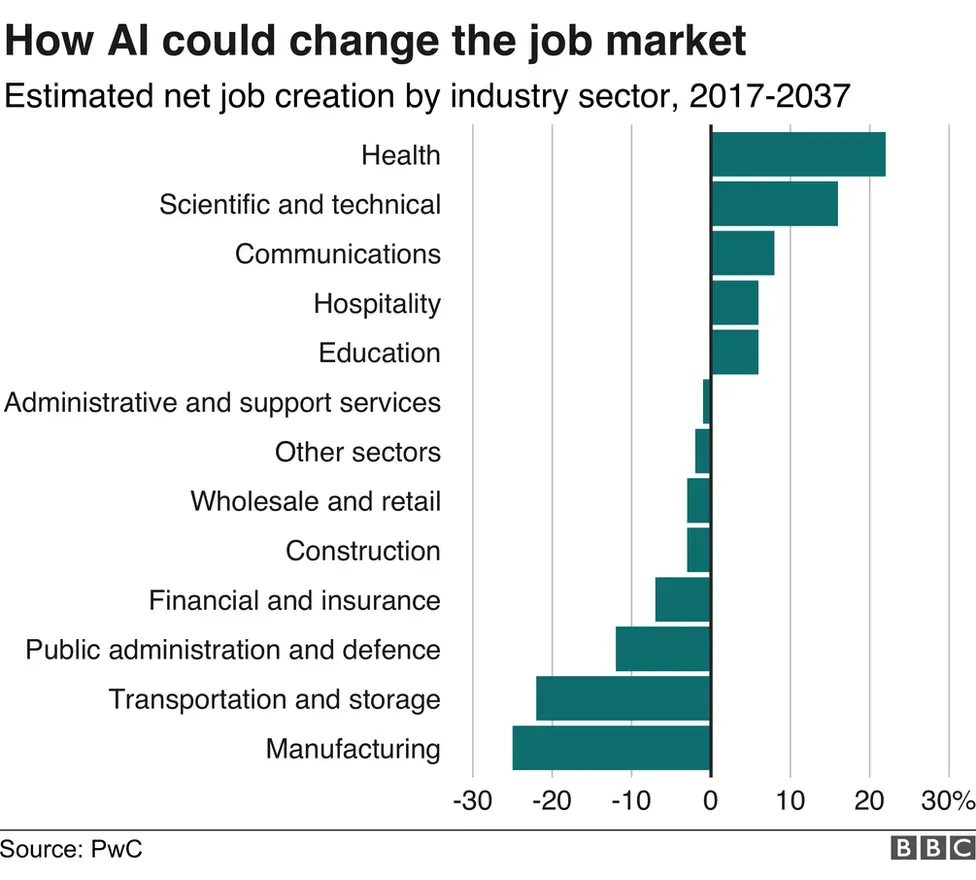 How AI could change the job market
Estimated net job creation by industry sector, 2017-2037
Health
Scientific and technical
Communications
Hospitality
Education
Administrative and support services
Other sectors
Wholesale and retail
Construction
Financial and insurance
Public administration and defence
Transportation and storage
Manufacturing
-30 -20 -10 0 10 20 30%
Source: PwC
BBC